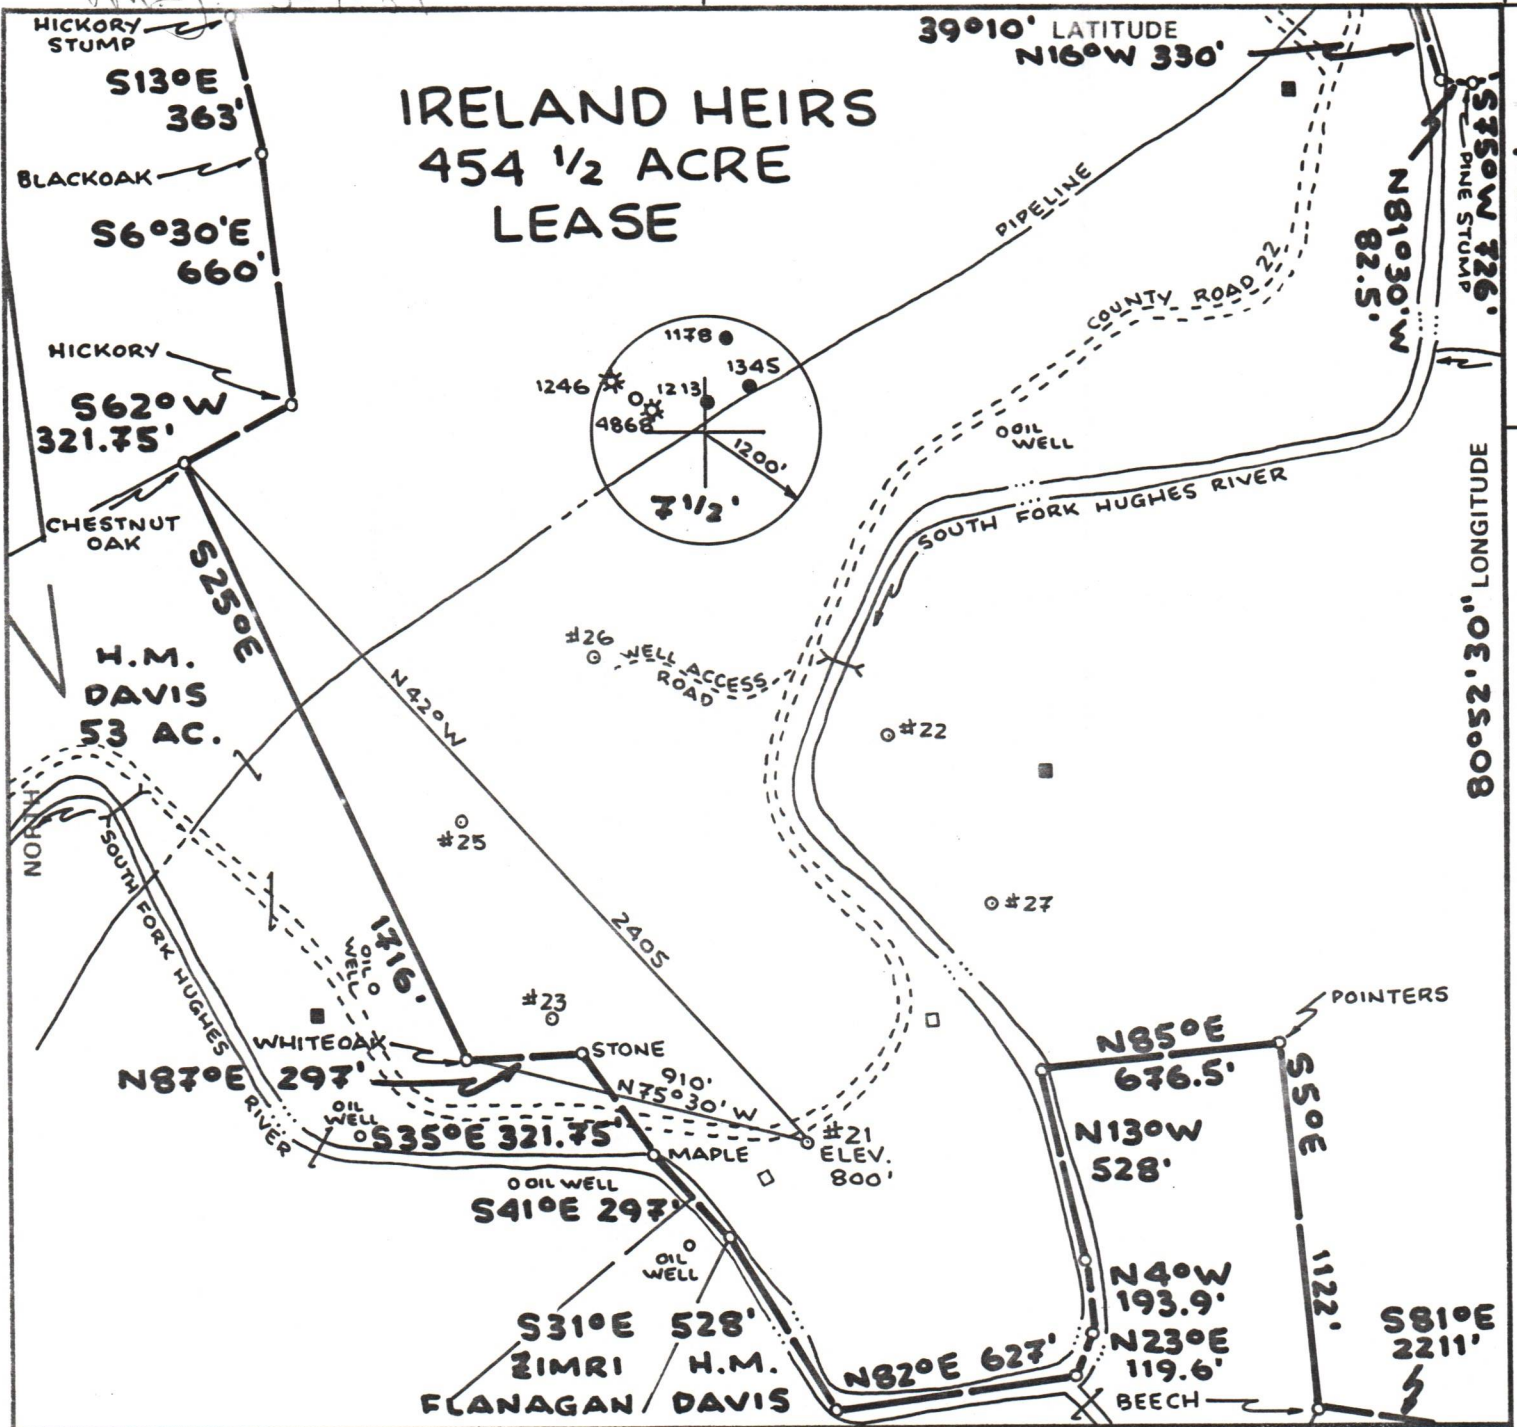 HICKORY
STUMP
S13°E
363'
BLACKOAK
S6°30'E
660'
HICKORY
S62°W
321.75'
CHESTNUT
OAK
IRELAND HEIRS
454 ½ ACRE
LEASE
39°10' LATITUDE
N16°W 330'
S75°W 726'
PINE STUMP
N81°30'W
82.5'
PIPELINE
COUNTY ROAD 22
1178
1345
1246
1213
4868
1200'
7 ½'
OIL
WELL
SOUTH FORK HUGHES RIVER
80°52'30" LONGITUDE
S25°E
1716'
H.M.
DAVIS
53 AC.
NORTH
#26
WELL ACCESS
ROAD
N42°W
2405
#22
#25
#27
SOUTH FORK HUGHES RIVER
OIL
WELL
#23
WHITEOAK
STONE
N87°E 297'
910'
N75°30'W
OIL
WELL
S35°E 321.75'
MAPLE
#21
ELEV.
800'
OIL WELL
S41°E 297'
OIL
WELL
POINTERS
N85°E
676.5'
S5°E
1122'
N13°W
528'
N4°W
193.9'
N23°E
119.6'
S81°E
2211'
S31°E 528'
ZIMRI H.M.
FLANAGAN / DAVIS
N82°E 627'
BEECH